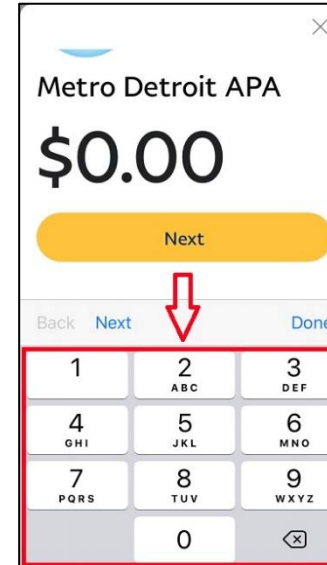 Metro Detroit APA
$0.00
Next
Back Next Done
1 2 ABC 3 DEF
4 GHI 5 JKL 6 MNO
7 PQRS 8 TUV 9 WXYZ
0